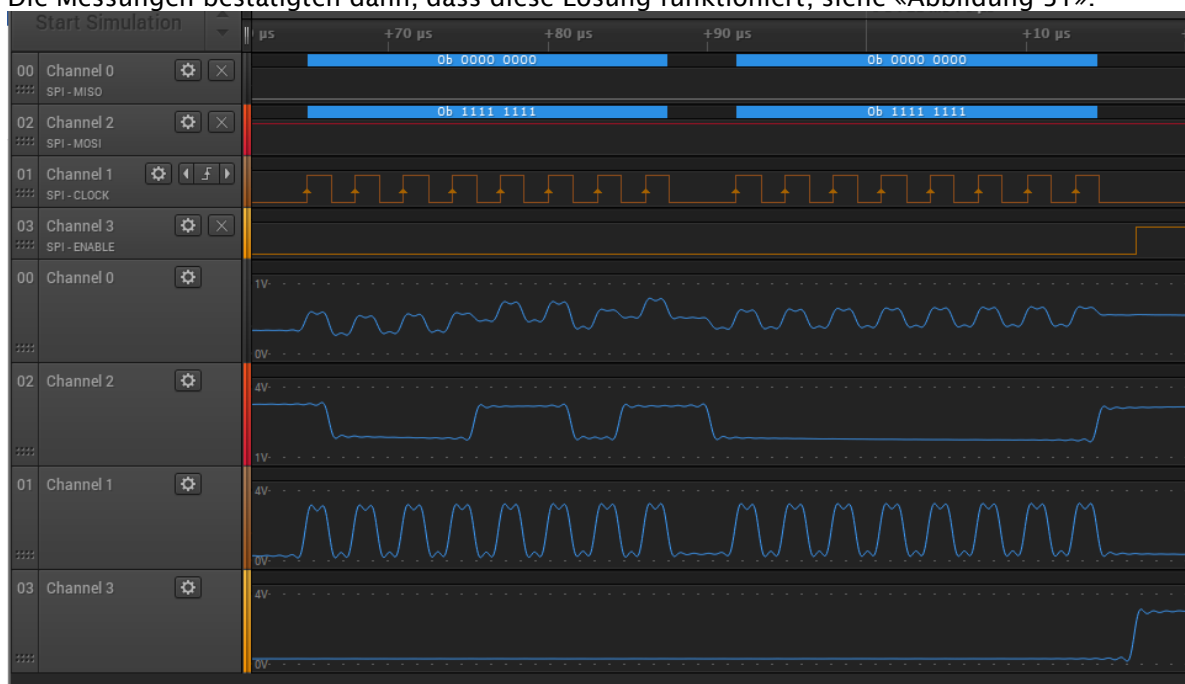 Die Messungen bestätigten dann, dass diese Lösung funktioniert, siehe «Abbildung 31».
Start Simulation
µs +70 µs +80 µs +90 µs +10 µs
00 Channel 0
SPI - MISO
0b 0000 0000 0b 0000 0000
02 Channel 2
SPI - MOSI
0b 1111 1111 0b 1111 1111
01 Channel 1
SPI - CLOCK
03 Channel 3
SPI - ENABLE
00 Channel 0
1V
0V
02 Channel 2
4V
1V
01 Channel 1
4V
0V
03 Channel 3
4V
0V